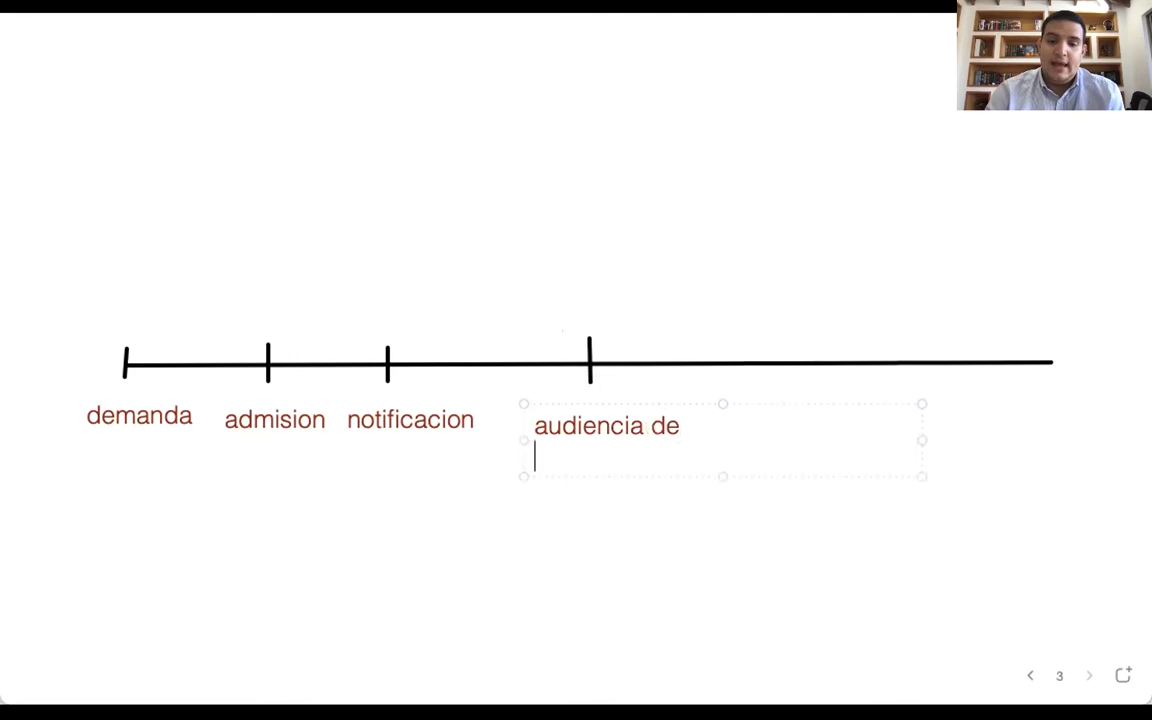 demanda
admision
notificacion
audiencia de
3